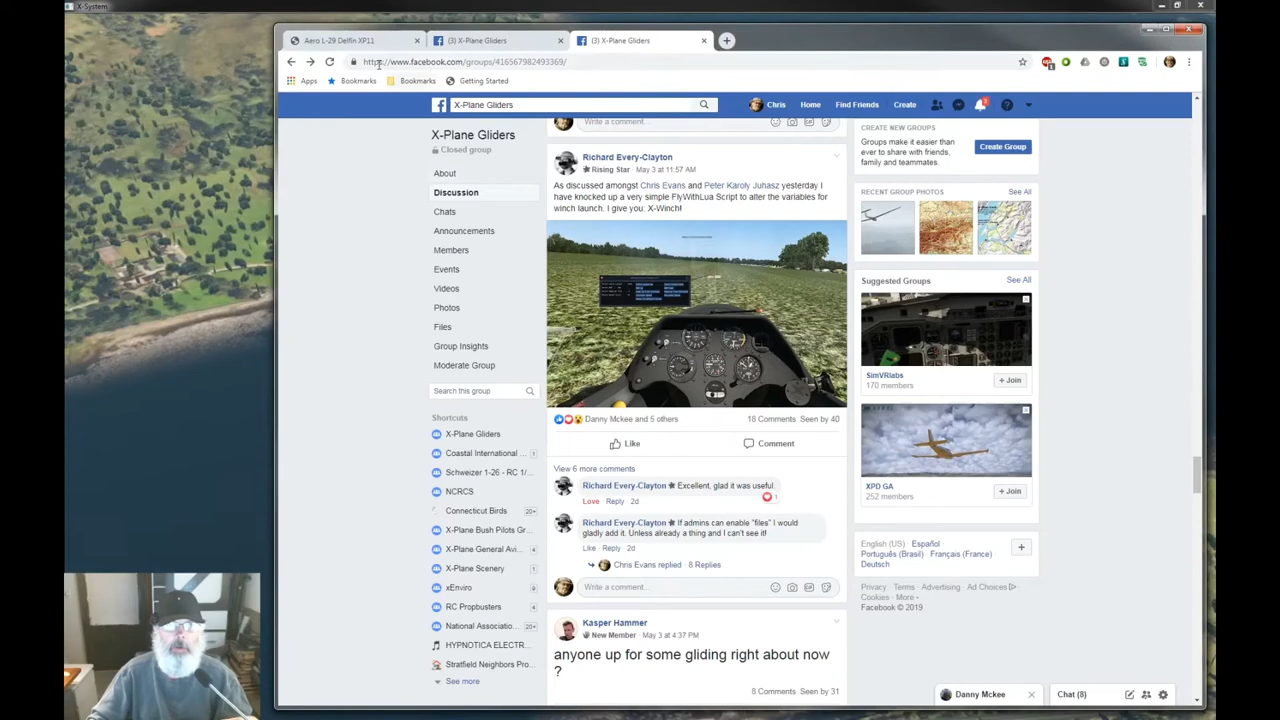 X-System
Aero L-29 Delfin XP11
(3) X-Plane Gliders
(3) X-Plane Gliders
https://www.facebook.com/groups/416567982493369/
Apps
Bookmarks
Bookmarks
Getting Started
X-Plane Gliders
Chris
Home
Find Friends
Create
X-Plane Gliders
Closed group
About
Discussion
Chats
Announcements
Members
Events
Videos
Photos
Files
Group Insights
Moderate Group
Search this group
Shortcuts
X-Plane Gliders
Coastal International ... 1
Schweizer 1-26 - RC 1/...
NCRCS
Connecticut Birds 20+
X-Plane Bush Pilots Gr...
X-Plane General Avi... 4
X-Plane Scenery 1
xEnviro 9
RC Propbusters 4
National Associatio... 20+
HYPNOTICA ELECTR...
Stratfield Neighbors Pro...
See more
Write a comment...
Richard Every-Clayton
Rising Star · May 3 at 11:57 AM
As discussed amongst Chris Evans and Peter Karoly Juhasz yesterday I
have knocked up a very simple FlyWithLua Script to alter the variables for
winch launch. I give you: X-Winch!
Danny Mckee and 5 others
18 Comments Seen by 40
Like
Comment
View 6 more comments
Richard Every-Clayton Excellent, glad it was useful.
1
Love · Reply · 2d
Richard Every-Clayton If admins can enable "files" I would
gladly add it. Unless already a thing and I can't see it!
Like · Reply · 2d
Chris Evans replied · 8 Replies
Write a comment...
Kasper Hammer
New Member · May 3 at 4:37 PM
anyone up for some gliding right about now
?
8 Comments Seen by 31
CREATE NEW GROUPS
Groups make it easier than
ever to share with friends,
family and teammates.
Create Group
RECENT GROUP PHOTOS
See All
Suggested Groups
See All
SimVRlabs
170 members
+ Join
XPD GA
252 members
+ Join
English (US) · Español ·
Português (Brasil) · Français (France) ·
Deutsch
Privacy · Terms · Advertising · Ad Choices ·
Cookies · More
Facebook © 2019
Danny Mckee
Chat (8)